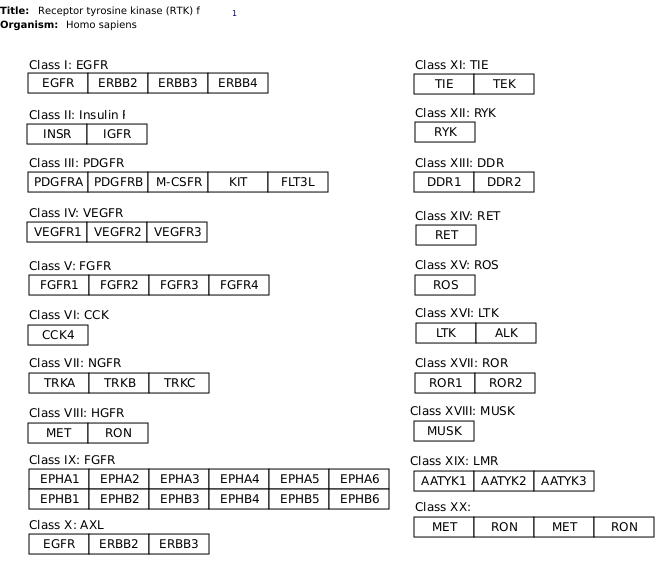 Title: Receptor tyrosine kinase (RTK) f 1
Organism: Homo sapiens
Class I: EGFR
EGFR ERBB2 ERBB3 ERBB4
Class II: Insulin
INSR IGFR
Class III: PDGFR
PDGFRA PDGFRB M-CSFR KIT FLT3L
Class IV: VEGFR
VEGFR1 VEGFR2 VEGFR3
Class V: FGFR
FGFR1 FGFR2 FGFR3 FGFR4
Class VI: CCK
CCK4
Class VII: NGFR
TRKA TRKB TRKC
Class VIII: HGFR
MET RON
Class IX: FGFR
EPHA1 EPHA2 EPHA3 EPHA4 EPHA5 EPHA6
EPHB1 EPHB2 EPHB3 EPHB4 EPHB5 EPHB6
Class X: AXL
EGFR ERBB2 ERBB3
Class XI: TIE
TIE TEK
Class XII: RYK
RYK
Class XIII: DDR
DDR1 DDR2
Class XIV: RET
RET
Class XV: ROS
ROS
Class XVI: LTK
LTK ALK
Class XVII: ROR
ROR1 ROR2
Class XVIII: MUSK
MUSK
Class XIX: LMR
AATYK1 AATYK2 AATYK3
Class XX:
MET RON MET RON